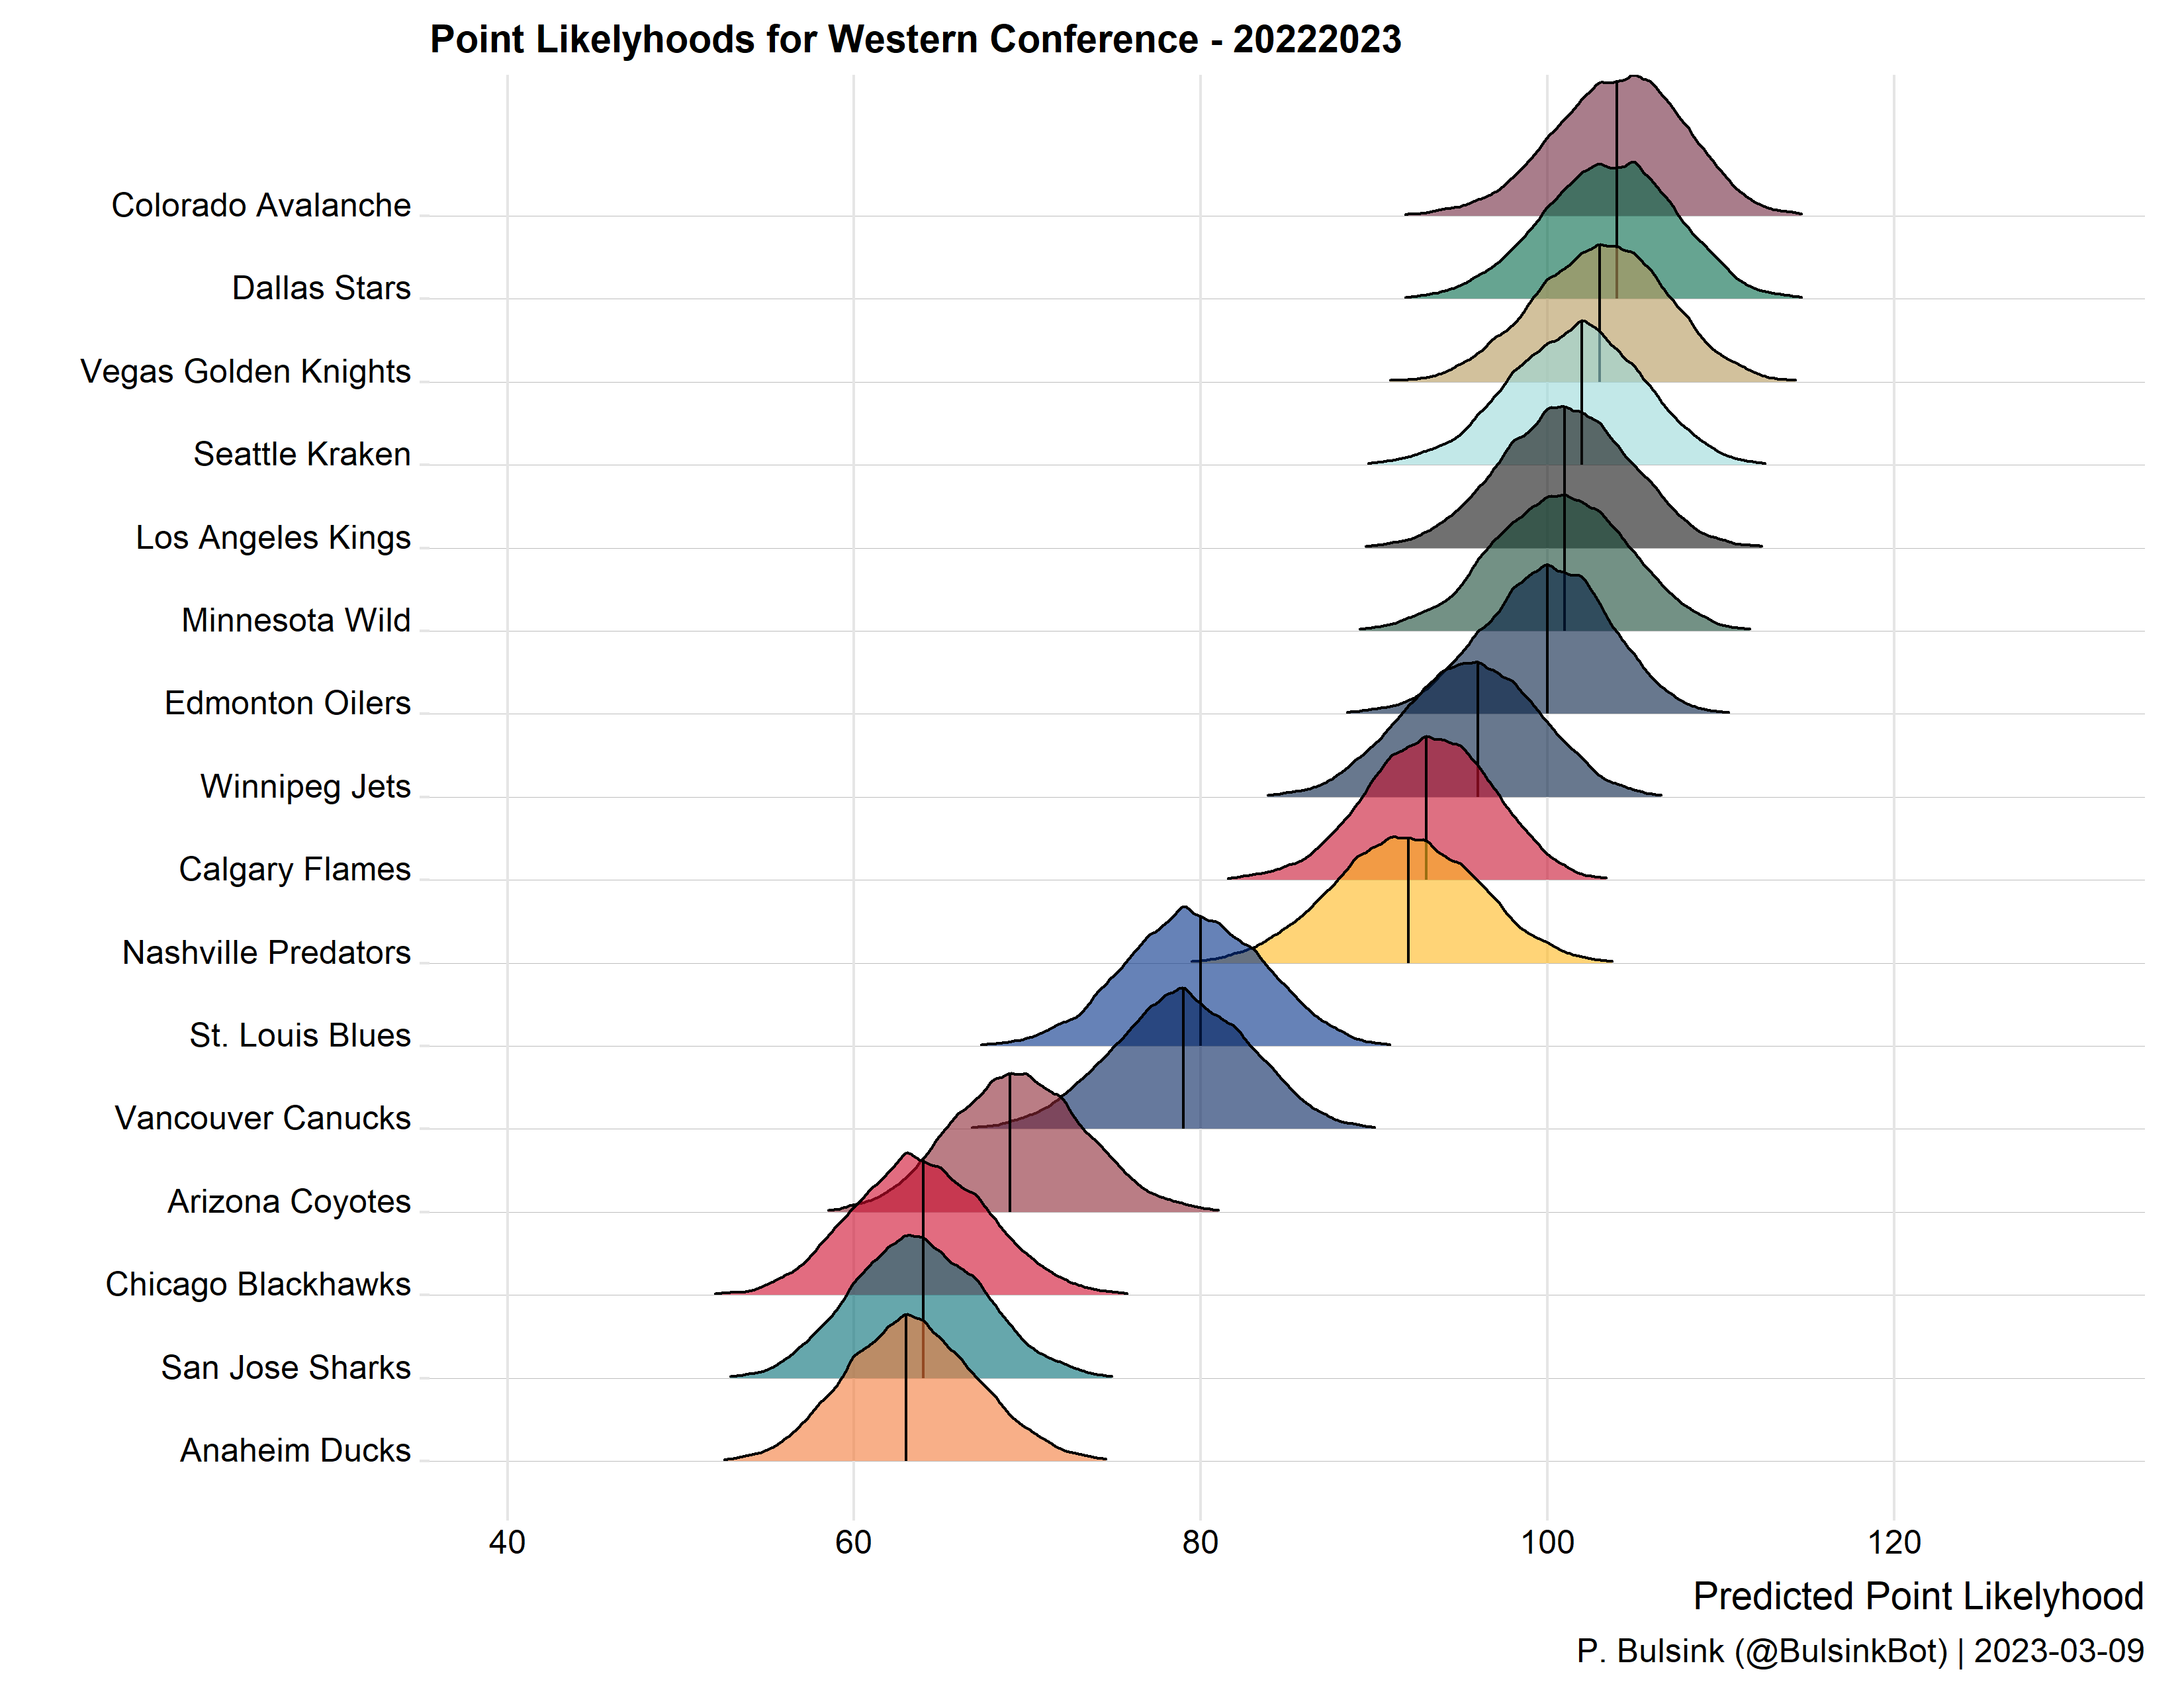 Point Likelyhoods for Western Conference - 20222023
Colorado Avalanche
Dallas Stars
Vegas Golden Knights
Seattle Kraken
Los Angeles Kings
Minnesota Wild
Edmonton Oilers
Winnipeg Jets
Calgary Flames
Nashville Predators
St. Louis Blues
Vancouver Canucks
Arizona Coyotes
Chicago Blackhawks
San Jose Sharks
Anaheim Ducks
40 60 80 100 120
Predicted Point Likelyhood
P. Bulsink (@BulsinkBot) | 2023-03-09